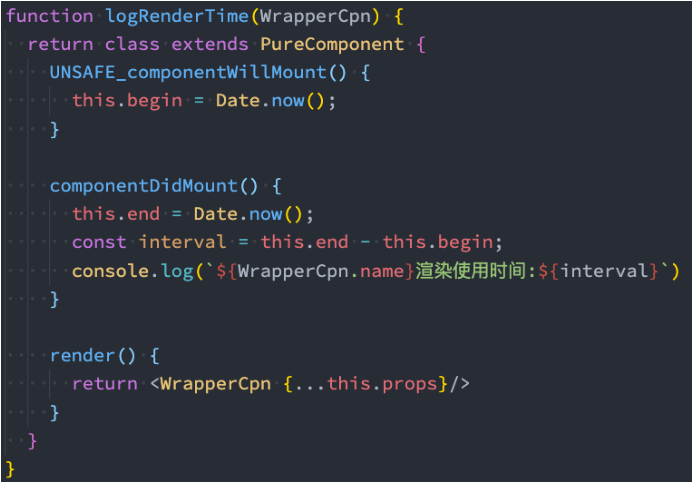 function logRenderTime(WrapperCpn) {
  return class extends PureComponent {
    UNSAFE_componentWillMount() {
      this.begin = Date.now();
    }

    componentDidMount() {
      this.end = Date.now();
      const interval = this.end - this.begin;
      console.log(`${WrapperCpn.name}渲染使用时间:${interval}`)
    }

    render() {
      return <WrapperCpn {...this.props}/>
    }
  }
}